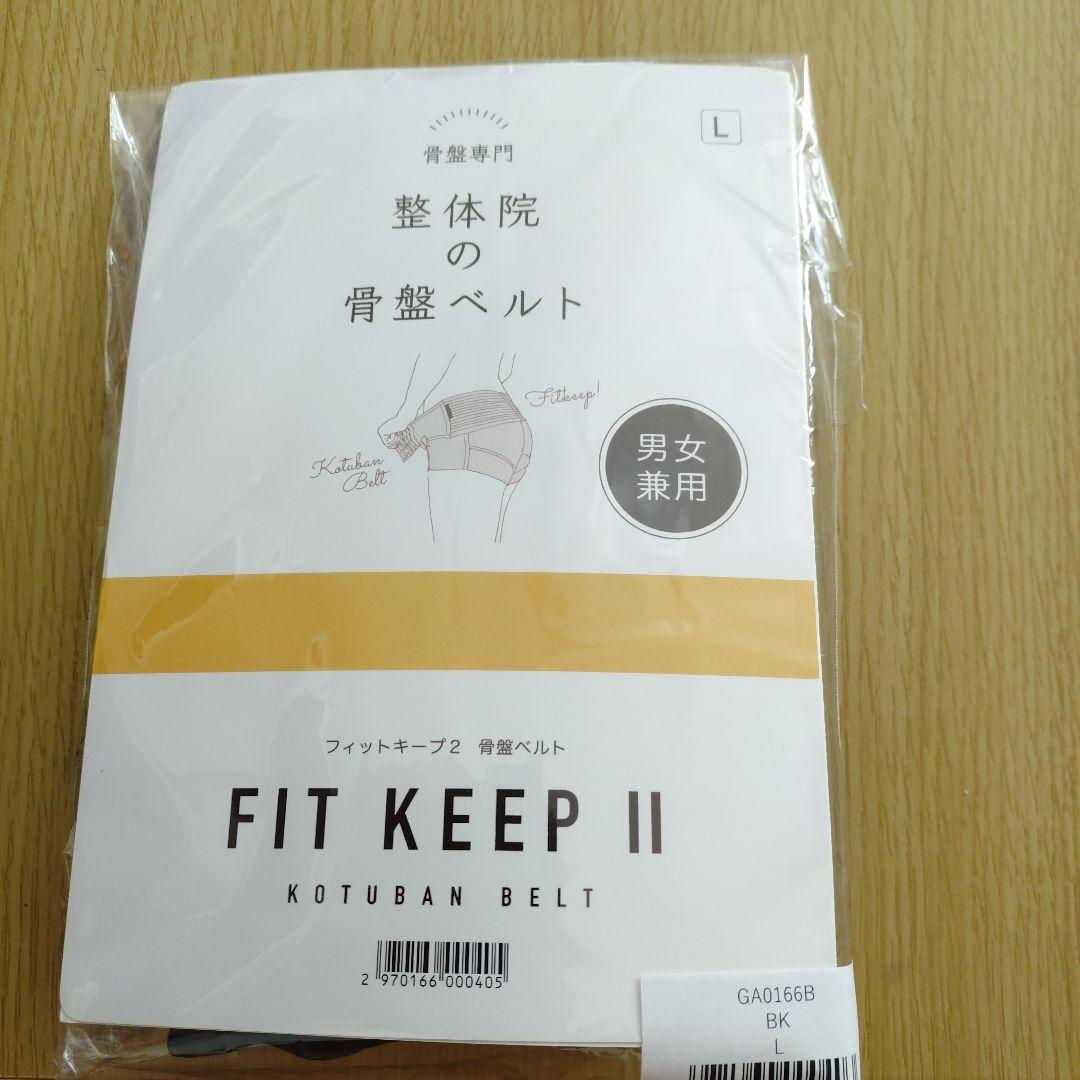 L
骨盤専門
整体院
の
骨盤ベルト
Fitkeep!
Kotuban
Belt
男女
兼用
フィットキープ2 骨盤ベルト
FIT KEEP II
KOTUBAN BELT
2 970166 000405
GA0166B
BK
L